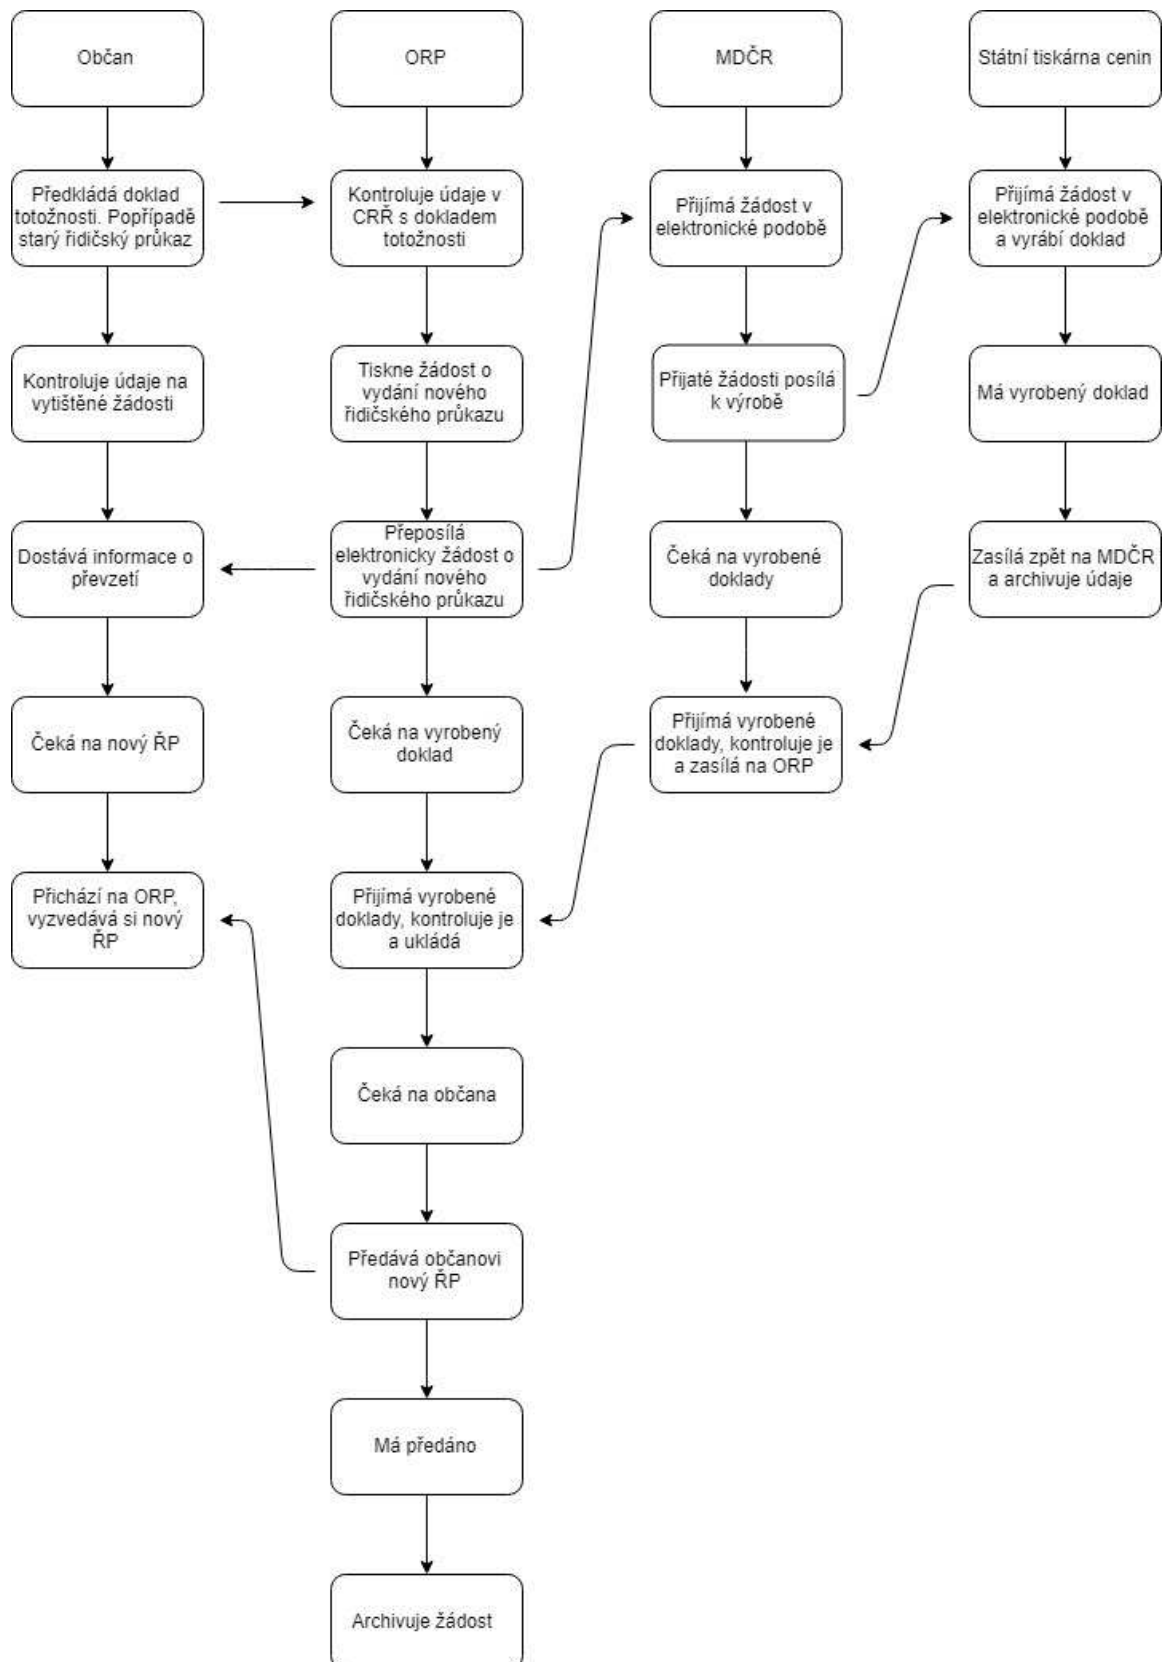 Občan
ORP
MDČR
Státní tiskárna cenin
Předkládá doklad
totožnosti. Popřípadě
starý řidičský průkaz
Kontroluje údaje v
CRŘ s dokladem
totožnosti
Přijímá žádost v
elektronické podobě
Přijímá žádost v
elektronické podobě
a vyrábí doklad
Kontroluje údaje na
vytištěné žádosti
Tiskne žádost o
vydání nového
řidičského průkazu
Přijaté žádosti posílá
k výrobě
Má vyrobený doklad
Dostává informace o
převzetí
Přeposílá
elektronicky žádost o
vydání nového
řidičského průkazu
Čeká na vyrobené
doklady
Zasílá zpět na MDČR
a archivuje údaje
Čeká na nový ŘP
Čeká na vyrobený
doklad
Přijímá vyrobené
doklady, kontroluje je
a zasílá na ORP
Přichází na ORP,
vyzvedává si nový
ŘP
Přijímá vyrobené
doklady, kontroluje je
a ukládá
Čeká na občana
Předává občanovi
nový ŘP
Má předáno
Archivuje žádost